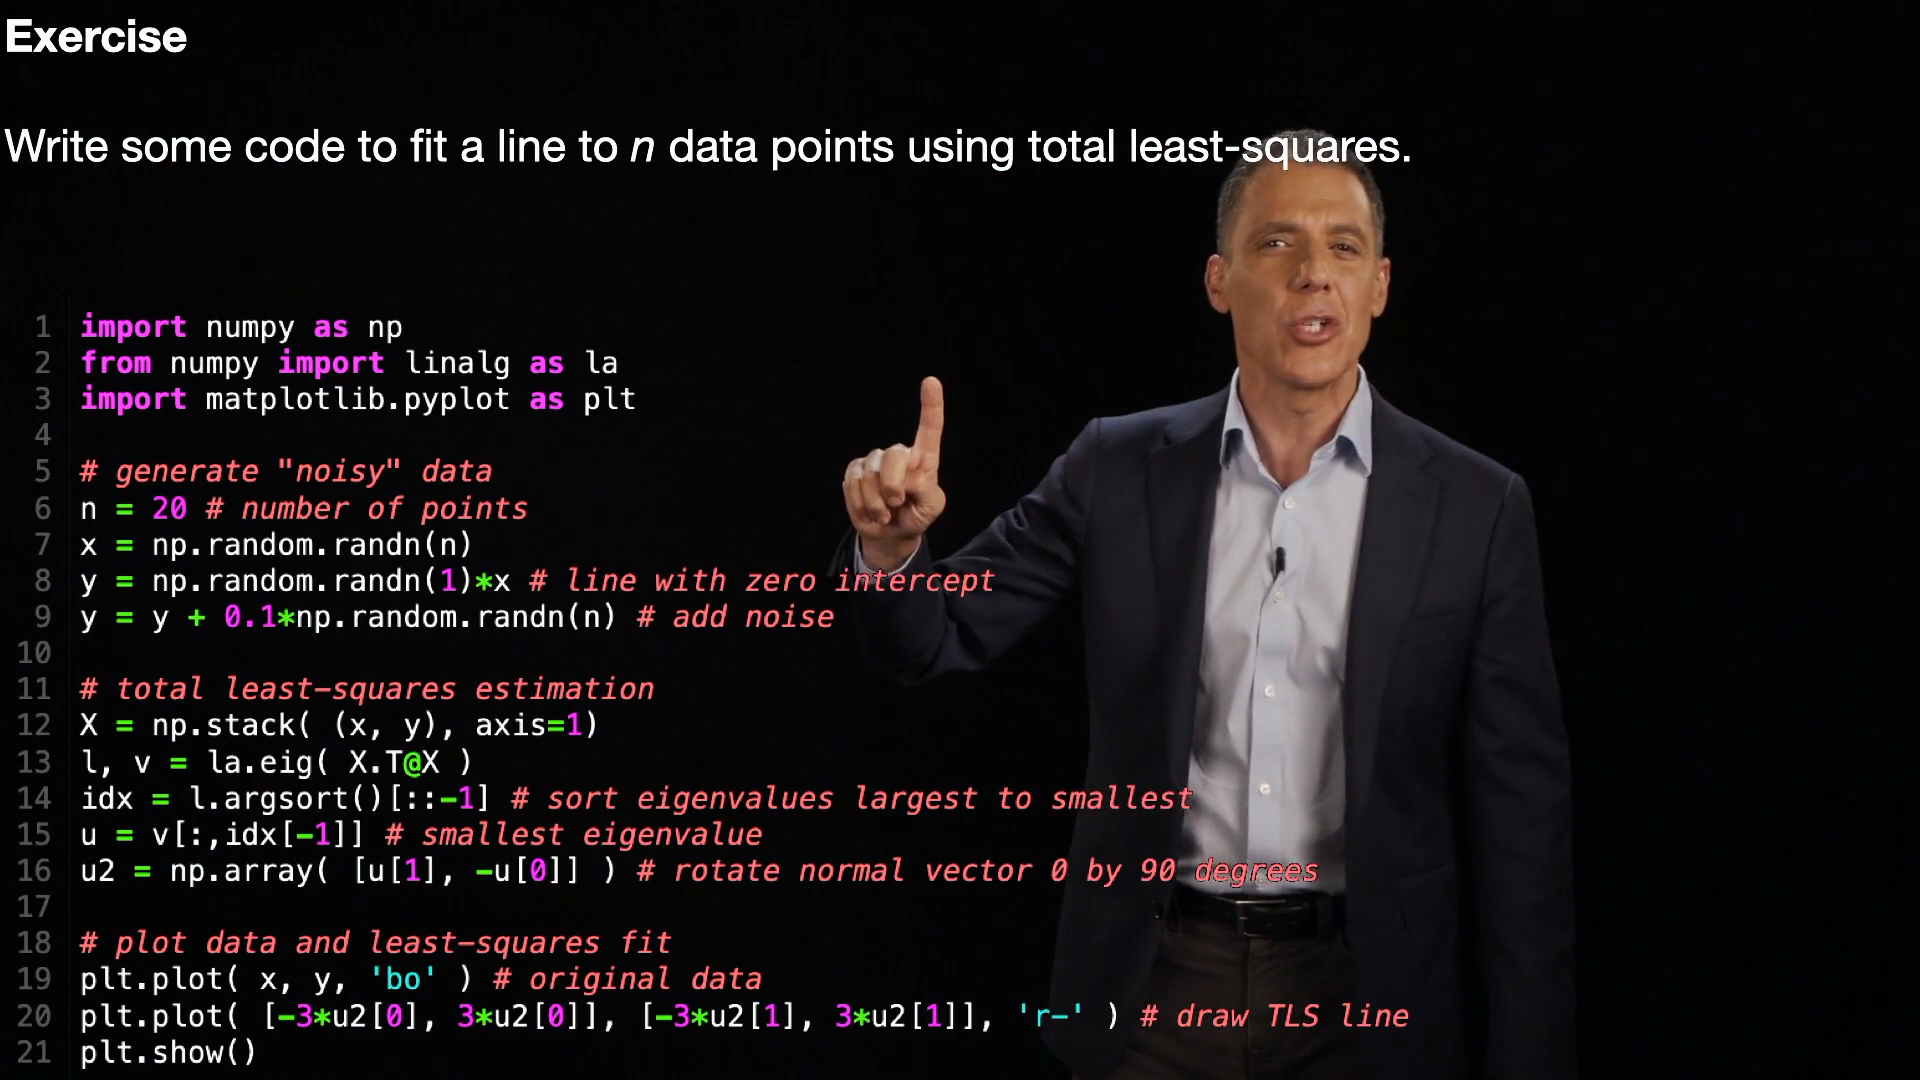 Exercise
Write some code to fit a line to n data points using total least-squares.
1 import numpy as np
2 from numpy import linalg as la
3 import matplotlib.pyplot as plt
4
5 # generate "noisy" data
6 n = 20 # number of points
7 x = np.random.randn(n)
8 y = np.random.randn(1)*x # line with zero intercept
9 y = y + 0.1*np.random.randn(n) # add noise
10
11 # total least-squares estimation
12 X = np.stack( (x, y), axis=1)
13 l, v = la.eig( X.T@X )
14 idx = l.argsort()[::-1] # sort eigenvalues largest to smallest
15 u = v[:,idx[-1]] # smallest eigenvalue
16 u2 = np.array( [u[1], -u[0]] ) # rotate normal vector 0 by 90 degrees
17
18 # plot data and least-squares fit
19 plt.plot( x, y, 'bo' ) # original data
20 plt.plot( [-3*u2[0], 3*u2[0]], [-3*u2[1], 3*u2[1]], 'r-' ) # draw TLS line
21 plt.show()